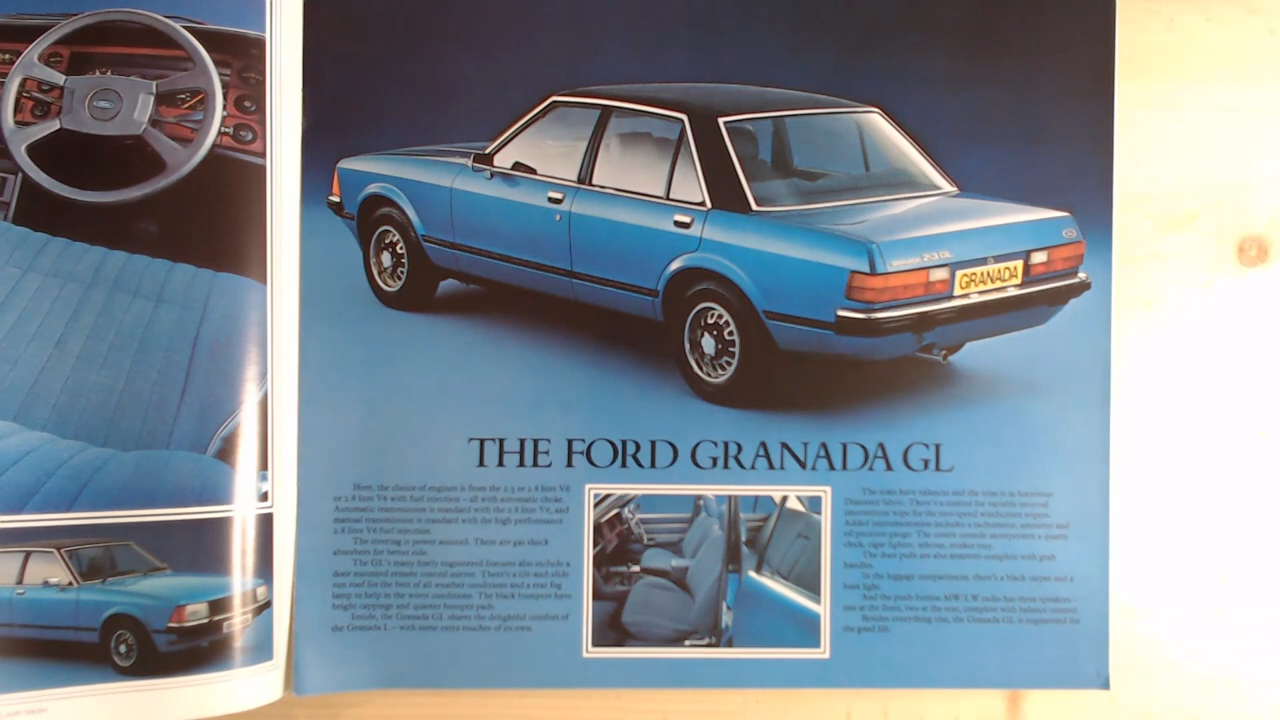 Ford
GRANADA 2·3 GL
GRANADA
THE FORD GRANADA GL
Here, the choice of engines is from the 2.3 or 2.8 litre V6
or 2.8 litre V6 with fuel injection – all with automatic choke.
Automatic transmission is standard with the 2.8 litre V6, and
manual transmission is standard with the high performance
2.8 litre V6 fuel injection.
The steering is power assisted. There are gas shock
absorbers for better ride.
The GL's many finely engineered features also include a
door mounted remote control mirror. There's a tilt-and-slide
sun roof for the best of all weather conditions and a rear fog
lamp to help in the worst conditions. The black bumpers have
bright cappings and quarter bumper pads.
Inside, the Granada GL shares the delightful comfort of
the Granada L – with some extra touches of its own.
The seats have valances and the trim is in luxurious
Diamond fabric. There's a control for variable interval
intermittent wipe for the two-speed windscreen wipers.
Added instrumentation includes a tachometer, ammeter and
oil pressure gauge. The centre console incorporates a quartz
clock, cigar lighter, ashtray, trinket tray.
The door pulls are also armrests complete with grab
handles.
In the luggage compartment, there's a black carpet and a
boot light.
And the push-button MW/LW radio has three speakers –
one at the front, two at the rear, complete with balance control.
Besides everything else, the Granada GL is engineered for
the good life.